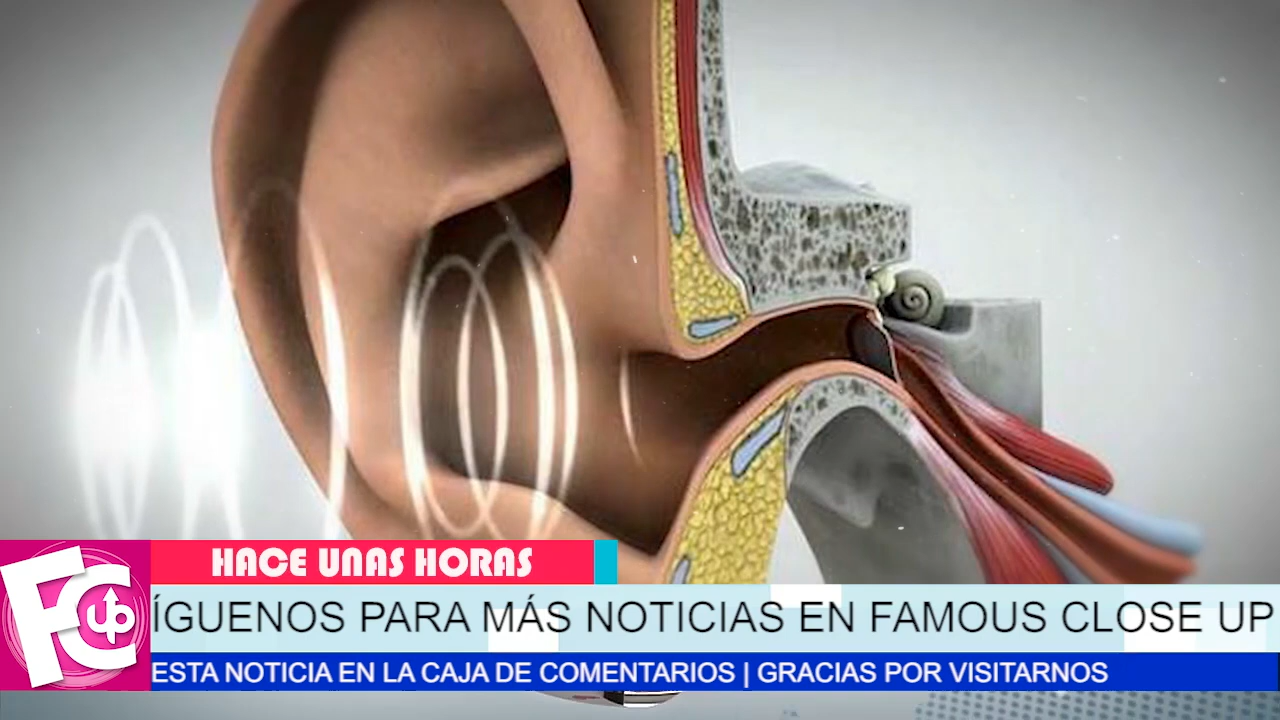 HACE UNAS HORAS
FC UP
ÍGUENOS PARA MÁS NOTICIAS EN FAMOUS CLOSE UP
ESTA NOTICIA EN LA CAJA DE COMENTARIOS | GRACIAS POR VISITARNOS